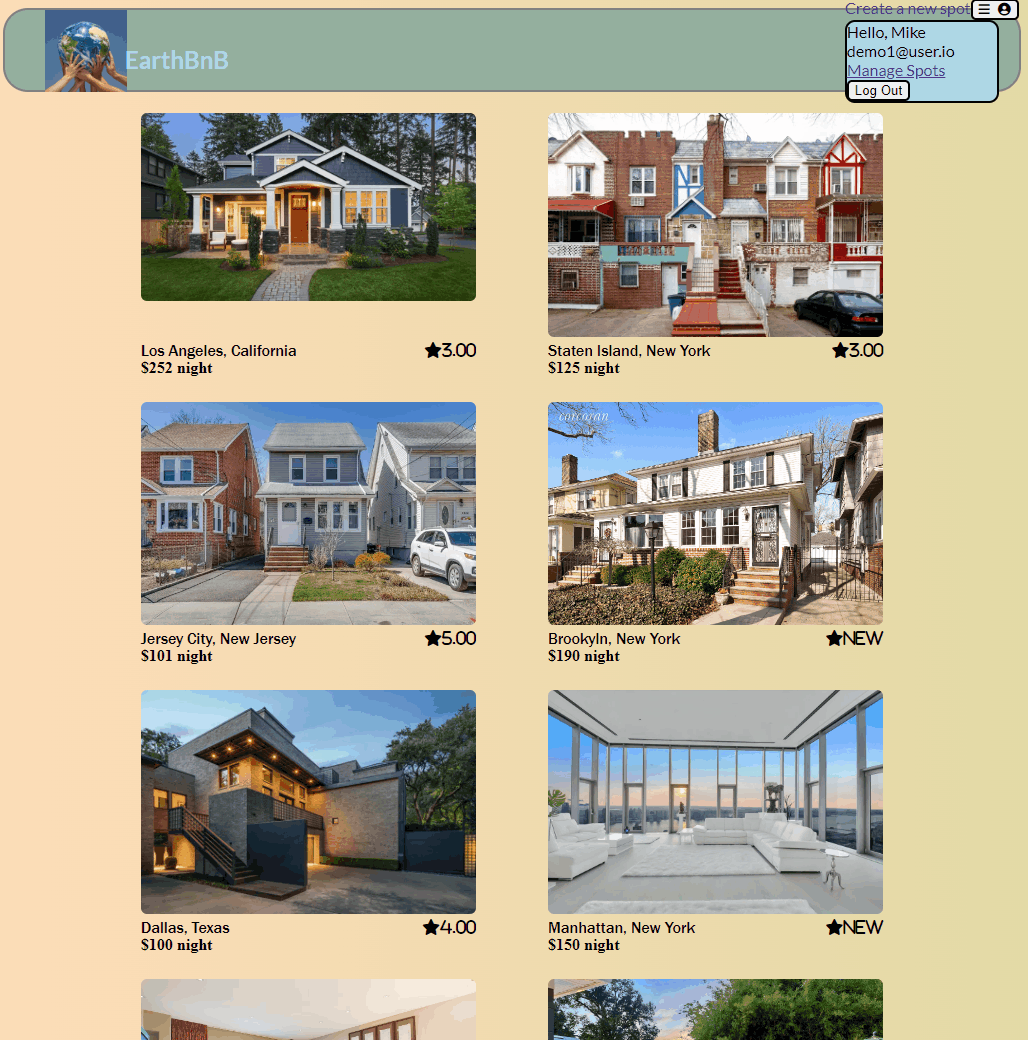 Create a new spot
EarthBnB
Hello, Mike
demo1@user.io
Manage Spots
Log Out
Los Angeles, California ★3.00
$252 night
Staten Island, New York ★3.00
$125 night
corcoran
Jersey City, New Jersey ★5.00
$101 night
Brookyln, New York ★NEW
$190 night
Dallas, Texas ★4.00
$100 night
Manhattan, New York ★NEW
$150 night